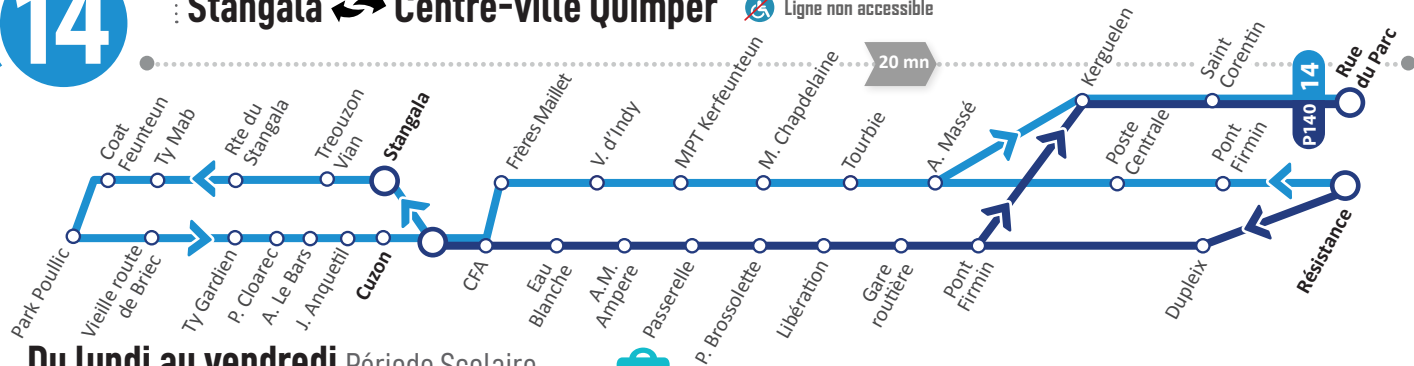 14
Stangala Centre-ville Quimper
Ligne non accessible
20 mn
Coat
Feunteun
Ty Mab
Rte du
Stangala
Treouzon
Vian
Stangala
Frères Maillet
V. d'Indy
MPT Kerfeunteun
M. Chapdelaine
Tourbie
A. Massé
Kerguelen
Saint
Corentin
14
P140
Rue
du Parc
Poste
Centrale
Pont
Firmin
Park Poullic
Vieille route
de Briec
Ty Gardien
P. Cloarec
A. Le Bars
J. Anquetil
Cuzon
CFA
Eau
Blanche
A.M.
Ampere
Passerelle
P. Brossolette
Libération
Gare
routière
Pont
Firmin
Dupleix
Résistance
Du lundi au vendredi Période Scolaire